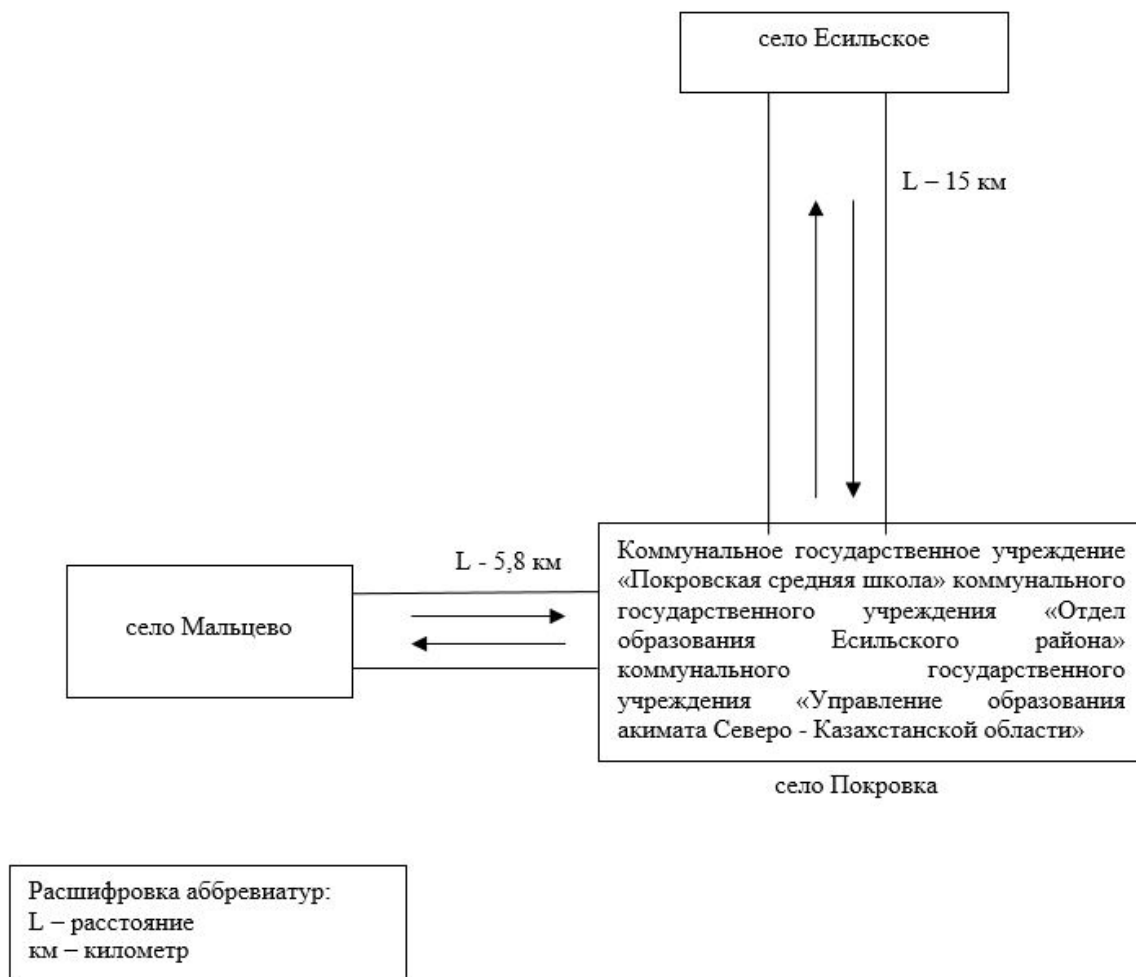 село Есильское
L – 15 км
L - 5,8 км
село Мальцево
Коммунальное государственное учреждение
«Покровская средняя школа» коммунального
государственного учреждения «Отдел
образования Есильского района»
коммунального государственного
учреждения «Управление образования
акимата Северо - Казахстанской области»
село Покровка
Расшифровка аббревиатур:
L – расстояние
км – километр